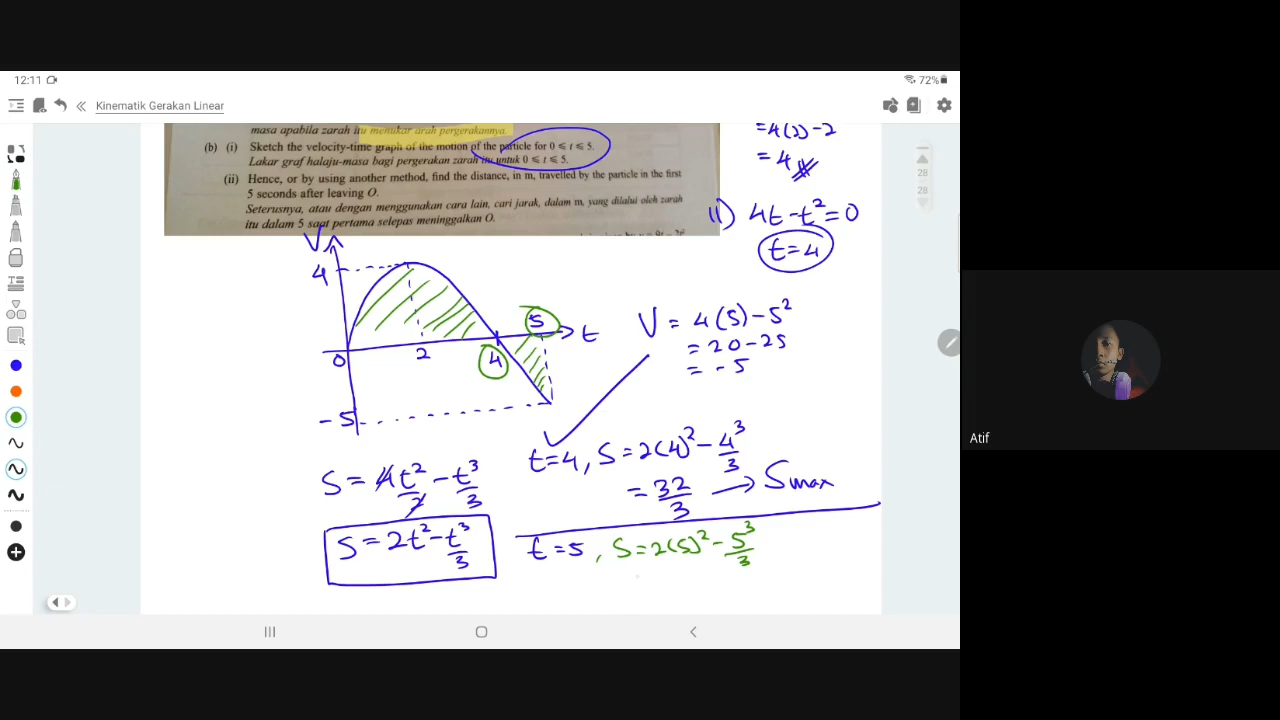 12:11
72%
Kinematik Gerakan Linear
masa apabila zarah itu menukar arah pergerakannya.
(b) (i) Sketch the velocity-time graph of the motion of the particle for 0 ⩽ t ⩽ 5.
Lakar graf halaju-masa bagi pergerakan zarah itu untuk 0 ⩽ t ⩽ 5.
(ii) Hence, or by using another method, find the distance, in m, travelled by the particle in the first
5 seconds after leaving O.
Seterusnya, atau dengan menggunakan cara lain, cari jarak, dalam m, yang dilalui oleh zarah
itu dalam 5 saat pertama selepas meninggalkan O.
= 4(2) - 2
= 4
ii) 4t - t² = 0
t = 4
28
28
V
4
0
2
4
5
t
-5
V = 4(5) - 5²
= 20 - 25
= -5
S = 4t²/2 - t³/3
S = 2t² - t³/3
t = 4, S = 2(4)² - 4³/3
= 32/3 → Smax
t = 5, S = 2(5)² - 5³/3
Atif